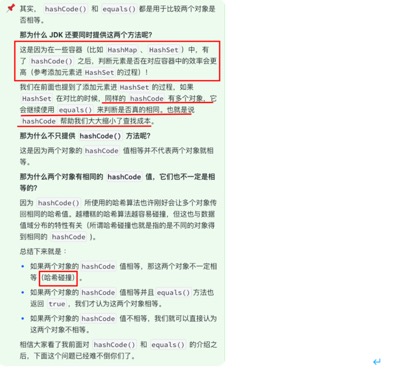 其实， hashCode() 和 equals() 都是用于比较两个对象是
否相等。
那为什么 JDK 还要同时提供这两个方法呢？
这是因为在一些容器（比如 HashMap 、 HashSet ）中，有
了 hashCode() 之后，判断元素是否在对应容器中的效率会更
高（参考添加元素进 HashSet 的过程）！
我们在前面也提到了添加元素进 HashSet 的过程，如果
HashSet 在对比的时候，同样的 hashCode 有多个对象，它
会继续使用 equals() 来判断是否真的相同。也就是说
hashCode 帮助我们大大缩小了查找成本。
那为什么不只提供 hashCode() 方法呢？
这是因为两个对象的 hashCode 值相等并不代表两个对象就相
等。
那为什么两个对象有相同的 hashCode 值，它们也不一定是相
等的？
因为 hashCode() 所使用的哈希算法也许刚好会让多个对象传
回相同的哈希值。越糟糕的哈希算法越容易碰撞，但这也与数据
值域分布的特性有关（所谓哈希碰撞也就是指的是不同的对象得
到相同的 hashCode )。
总结下来就是：
• 如果两个对象的 hashCode 值相等，那这两个对象不一定相
等（哈希碰撞）。
• 如果两个对象的 hashCode 值相等并且 equals() 方法也
返回 true ，我们才认为这两个对象相等。
• 如果两个对象的 hashCode 值不相等，我们就可以直接认为
这两个对象不相等。
相信大家看了我前面对 hashCode() 和 equals() 的介绍之
后，下面这个问题已经难不倒你们了。